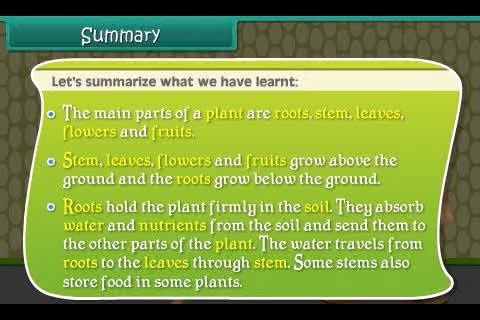 Summary
Let's summarize what we have learnt:
The main parts of a plant are roots, stem, leaves,
flowers and fruits.
Stem, leaves, flowers and fruits grow above the
ground and the roots grow below the ground.
Roots hold the plant firmly in the soil. They absorb
water and nutrients from the soil and send them to
the other parts of the plant. The water travels from
roots to the leaves through stem. Some stems also
store food in some plants.